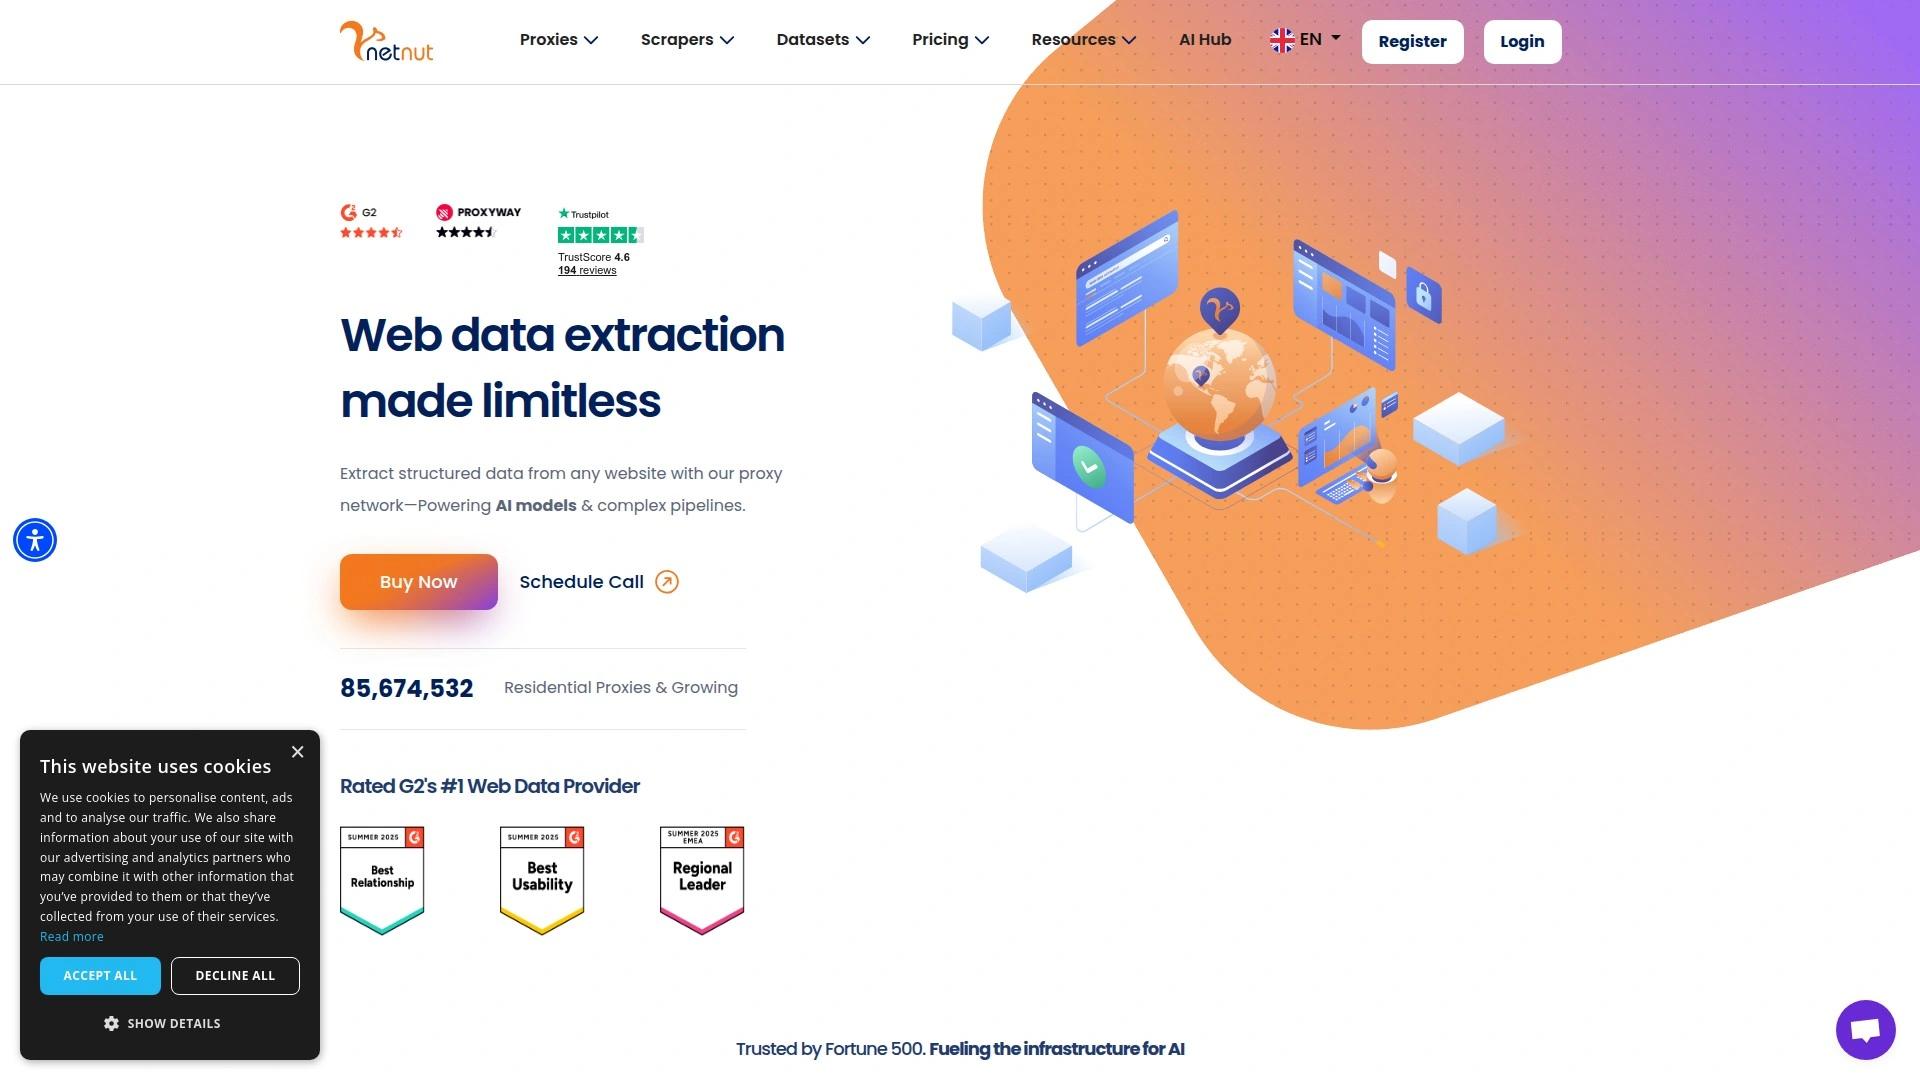 netnut
Proxies
Scrapers
Datasets
Pricing
Resources
AI Hub
EN
Register
Login
G2
PROXYWAY
Trustpilot
TrustScore 4.6
194 reviews
Web data extraction
made limitless
Extract structured data from any website with our proxy
network—Powering AI models & complex pipelines.
Buy Now
Schedule Call
85,674,532
Residential Proxies & Growing
Rated G2's #1 Web Data Provider
SUMMER 2025
Best
Relationship
SUMMER 2025
Best
Usability
SUMMER 2025
EMEA
Regional
Leader
This website uses cookies
We use cookies to personalise content, ads
and to analyse our traffic. We also share
information about your use of our site with
our advertising and analytics partners who
may combine it with other information that
you’ve provided to them or that they’ve
collected from your use of their services.
Read more
ACCEPT ALL
DECLINE ALL
SHOW DETAILS
Trusted by Fortune 500. Fueling the infrastructure for AI